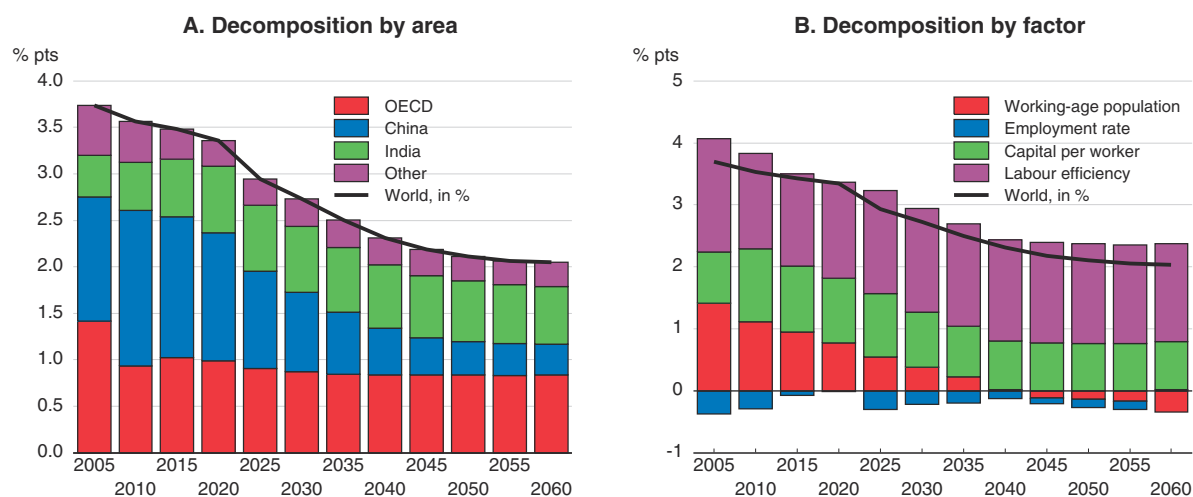 A. Decomposition by area
% pts
4.0
3.5
3.0
2.5
2.0
1.5
1.0
0.5
0.0
OECD
China
India
Other
World, in %
2005 2015 2025 2035 2045 2055
2010 2020 2030 2040 2050 2060
B. Decomposition by factor
% pts
5
4
3
2
1
0
-1
Working-age population
Employment rate
Capital per worker
Labour efficiency
World, in %
2005 2015 2025 2035 2045 2055
2010 2020 2030 2040 2050 2060